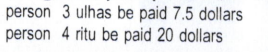 person 3 ulhas be paid 7.5 dollars
person 4 ritu be paid 20 dollars